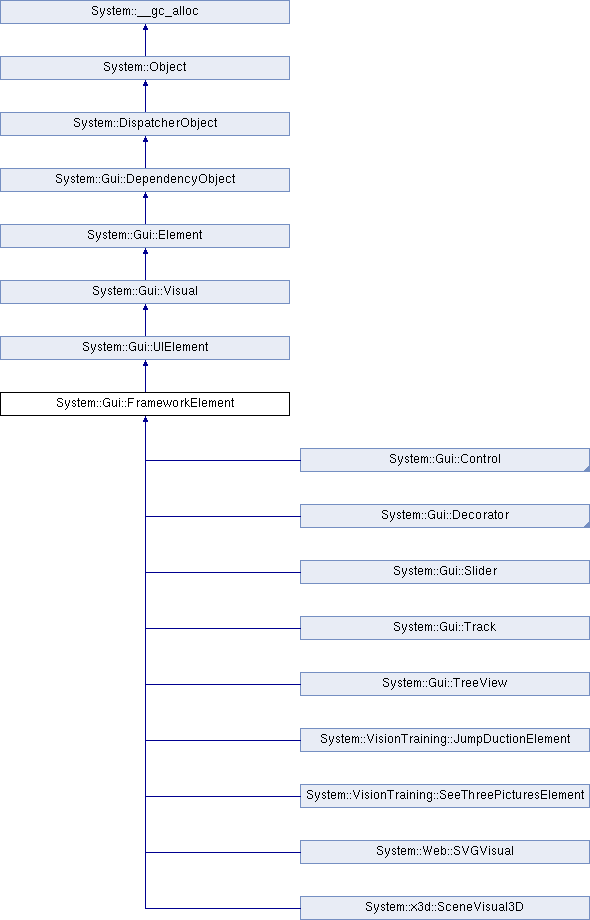 System::__gc_alloc
System::Object
System::DispatcherObject
System::Gui::DependencyObject
System::Gui::Element
System::Gui::Visual
System::Gui::UIElement
System::Gui::FrameworkElement
System::Gui::Control
System::Gui::Decorator
System::Gui::Slider
System::Gui::Track
System::Gui::TreeView
System::VisionTraining::JumpDuctionElement
System::VisionTraining::SeeThreePicturesElement
System::Web::SVGVisual
System::x3d::SceneVisual3D